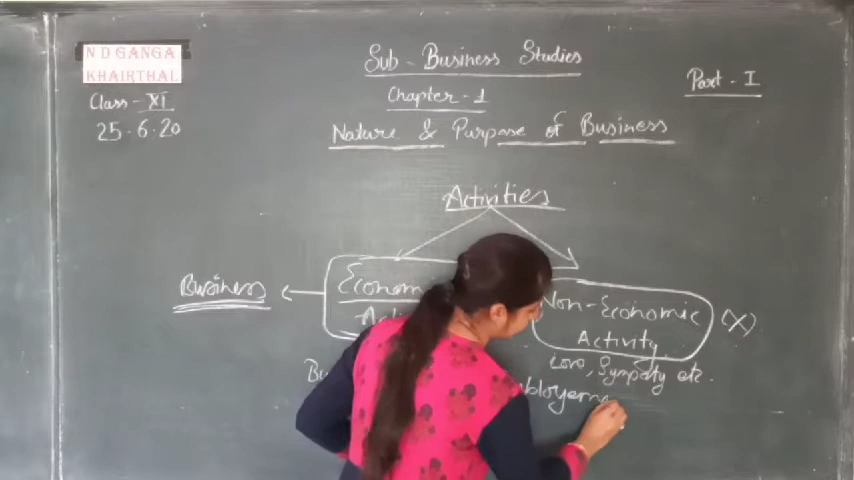 N D GANGA
KHAIRTHAL
Class - XI
25.6.20
Sub - Business Studies
Chapter - 1
Nature & Purpose of Business
Part - I
Activities
Business
Non-Economic
Activity
(X)
Love, Sympaty etc.